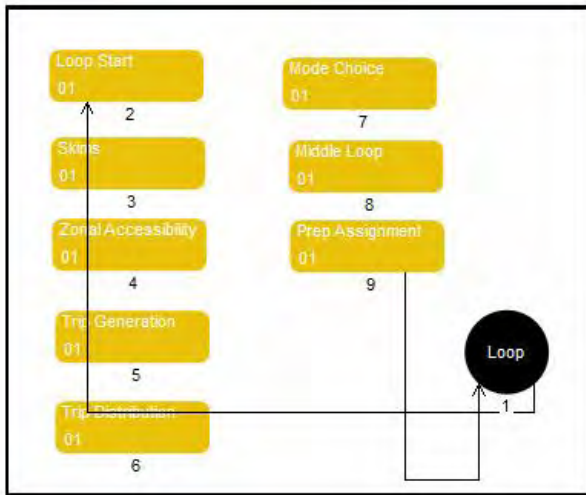 Loop Start
01
2
Skims
01
3
Zonal Accessibility
01
4
Trip Generation
01
5
Trip Distribution
01
6
Mode Choice
01
7
Middle Loop
01
8
Prep Assignment
01
9
Loop
1